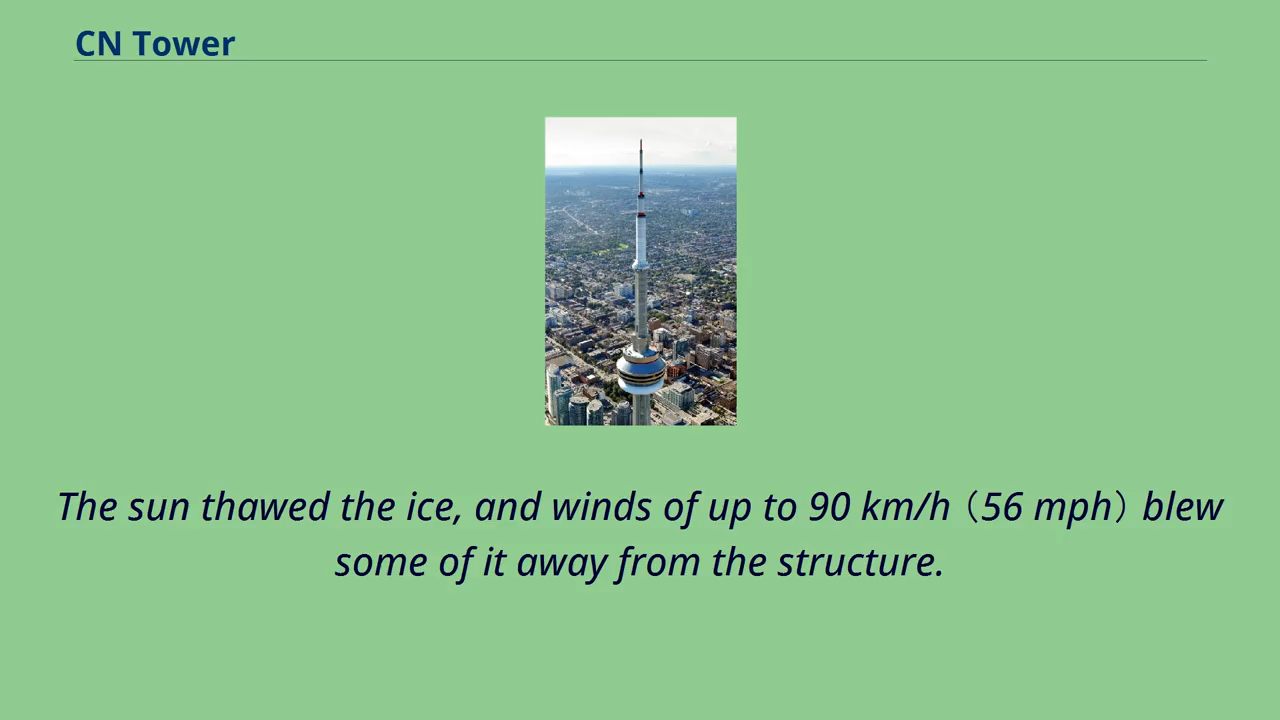 CN Tower
The sun thawed the ice, and winds of up to 90 km/h（56 mph）blew
some of it away from the structure.